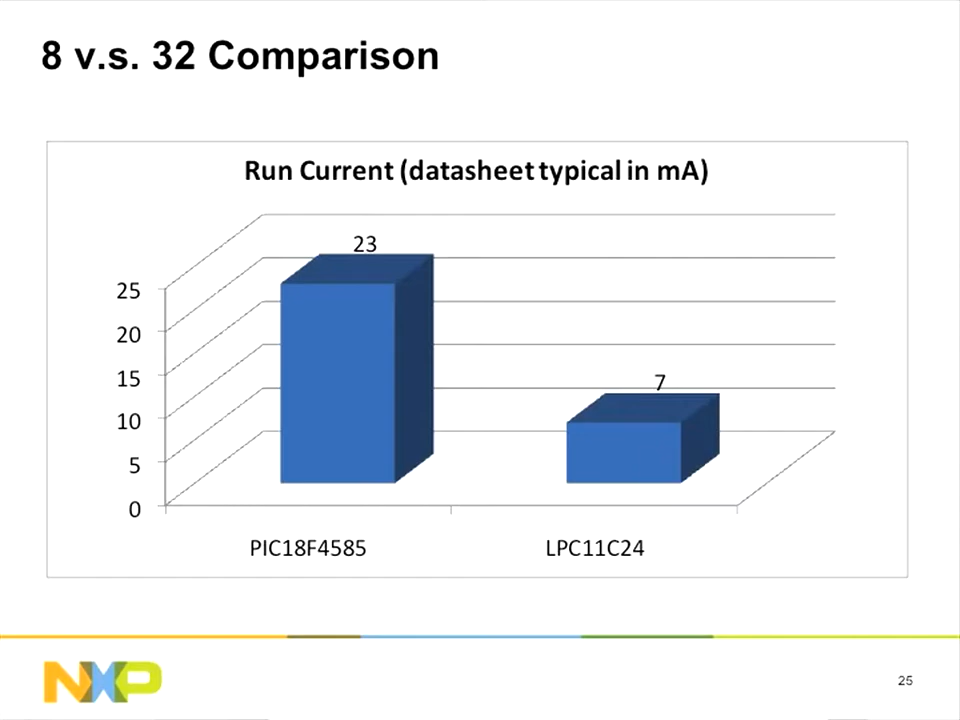 8 v.s. 32 Comparison
Run Current (datasheet typical in mA)
23
7
25
20
15
10
5
0
PIC18F4585
LPC11C24
NXP
25